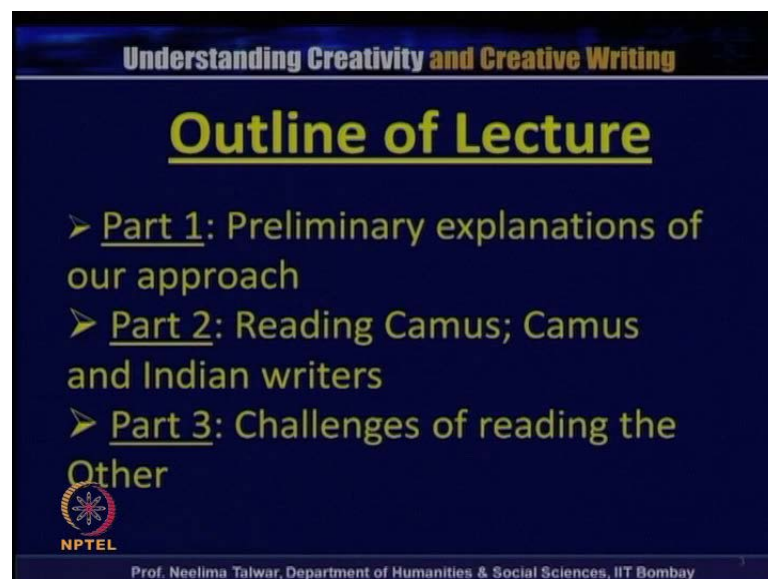 Understanding Creativity and Creative Writing
Outline of Lecture
➢ Part 1: Preliminary explanations of
our approach
➢ Part 2: Reading Camus; Camus
and Indian writers
➢ Part 3: Challenges of reading the
Other
NPTEL
Prof. Neelima Talwar, Department of Humanities & Social Sciences, IIT Bombay
3